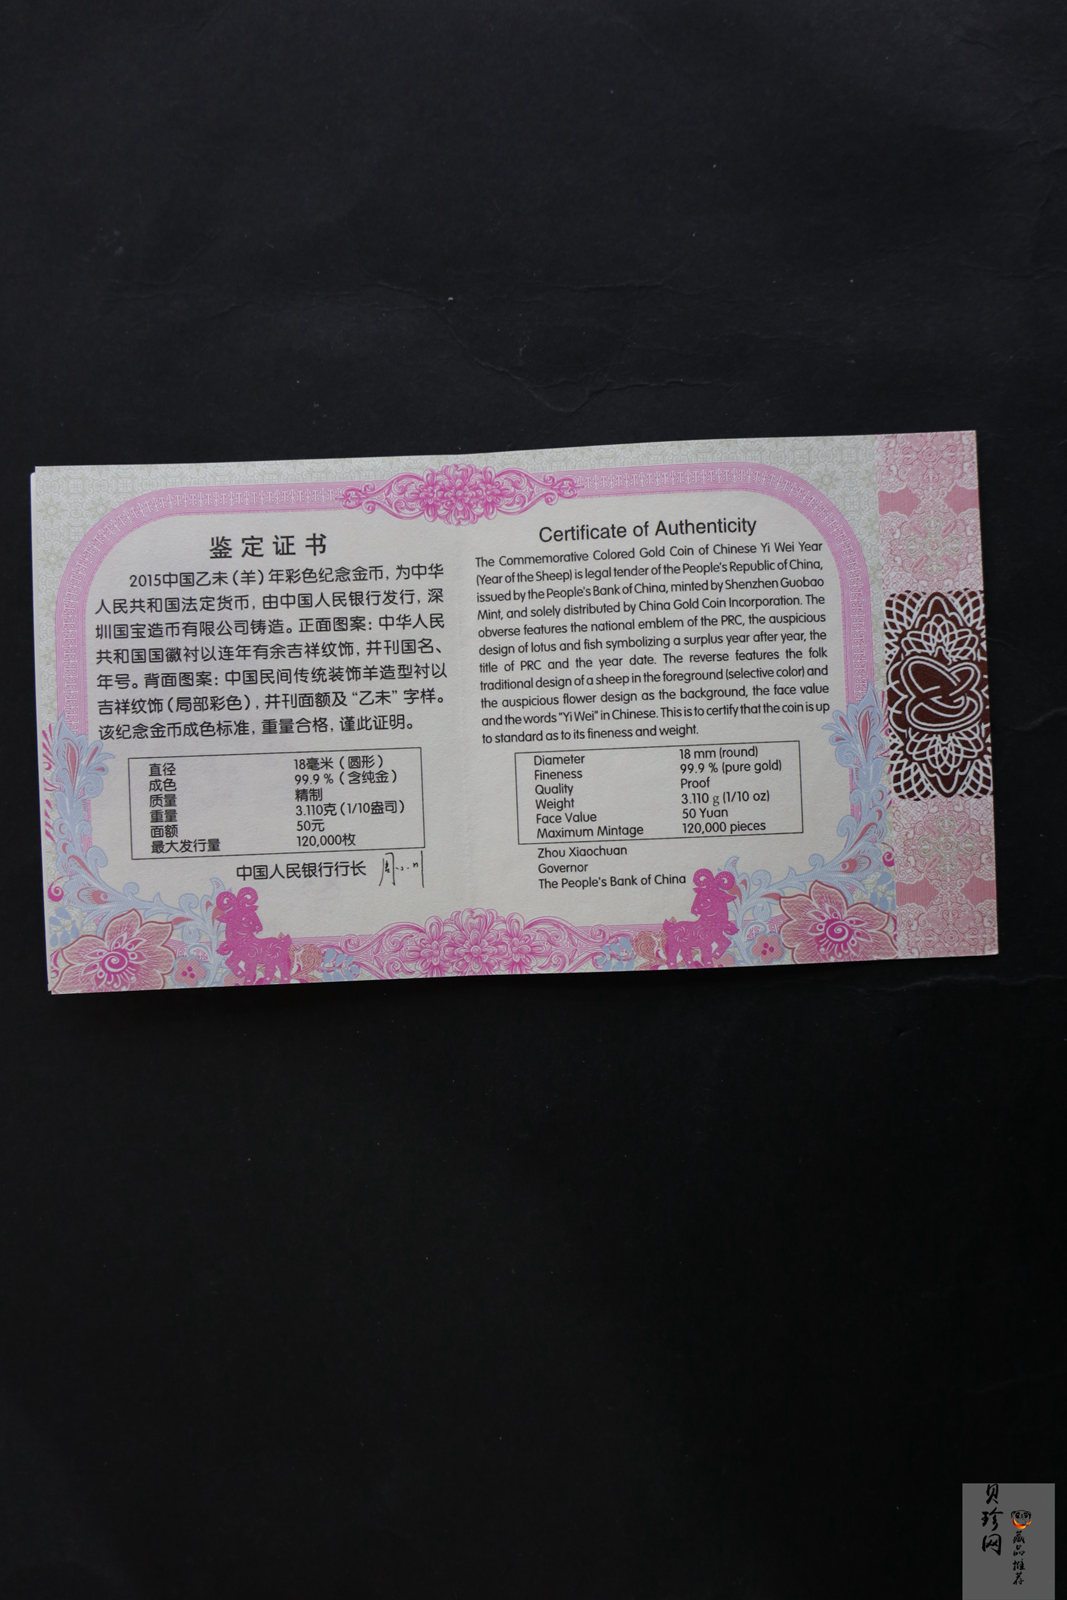 鉴定证书
2015中国乙未（羊）年彩色纪念金币，为中华
人民共和国法定货币，由中国人民银行发行，深
圳国宝造币有限公司铸造。正面图案：中华人民
共和国国徽衬以连年有余吉祥纹饰，并刊国名、
年号。背面图案：中国民间传统装饰羊造型衬以
吉祥纹饰（局部彩色），并刊面额及“乙未”字样。
该纪念金币成色标准，重量合格，谨此证明。
直径 18毫米（圆形）
成色 99.9 %（含纯金）
质量 精制
重量 3.110克（1/10盎司）
面额 50元
最大发行量 120,000枚
中国人民银行行长
Certificate of Authenticity
The Commemorative Colored Gold Coin of Chinese Yi Wei Year
(Year of the Sheep) is legal tender of the People's Republic of China,
issued by the People's Bank of China, minted by Shenzhen Guobao
Mint, and solely distributed by China Gold Coin Incorporation. The
obverse features the national emblem of the PRC, the auspicious
design of lotus and fish symbolizing a surplus year after year, the
title of PRC and the year date. The reverse features the folk
traditional design of a sheep in the foreground (selective color) and
the auspicious flower design as the background, the face value
and the words "Yi Wei" in Chinese. This is to certify that the coin is up
to standard as to its fineness and weight.
Diameter 18 mm (round)
Fineness 99.9 % (pure gold)
Quality Proof
Weight 3.110 g (1/10 oz)
Face Value 50 Yuan
Maximum Mintage 120,000 pieces
Zhou Xiaochuan
Governor
The People's Bank of China
贝珍网
藏品推荐